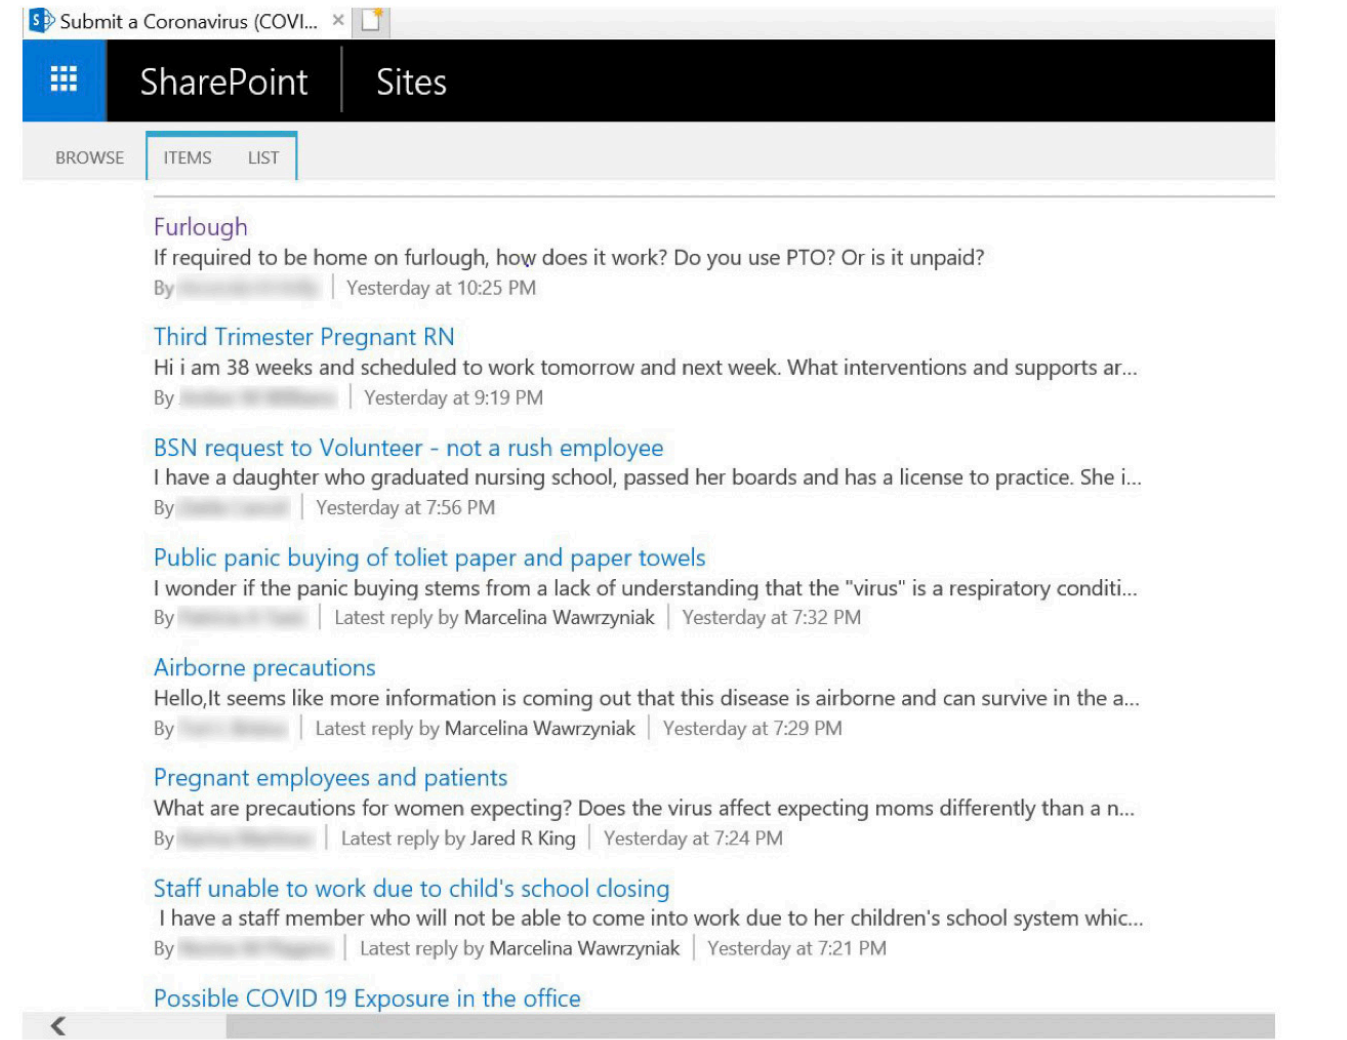 Submit a Coronavirus (COVI...
SharePoint
Sites
BROWSE
ITEMS
LIST
Furlough
If required to be home on furlough, how does it work? Do you use PTO? Or is it unpaid?
By
Yesterday at 10:25 PM
Third Trimester Pregnant RN
Hi i am 38 weeks and scheduled to work tomorrow and next week. What interventions and supports ar...
By
Yesterday at 9:19 PM
BSN request to Volunteer - not a rush employee
I have a daughter who graduated nursing school, passed her boards and has a license to practice. She i...
By
Yesterday at 7:56 PM
Public panic buying of toliet paper and paper towels
I wonder if the panic buying stems from a lack of understanding that the "virus" is a respiratory conditi...
By
Latest reply by Marcelina Wawrzyniak
Yesterday at 7:32 PM
Airborne precautions
Hello,It seems like more information is coming out that this disease is airborne and can survive in the a...
By
Latest reply by Marcelina Wawrzyniak
Yesterday at 7:29 PM
Pregnant employees and patients
What are precautions for women expecting? Does the virus affect expecting moms differently than a n...
By
Latest reply by Jared R King
Yesterday at 7:24 PM
Staff unable to work due to child's school closing
I have a staff member who will not be able to come into work due to her children's school system whic...
By
Latest reply by Marcelina Wawrzyniak
Yesterday at 7:21 PM
Possible COVID 19 Exposure in the office